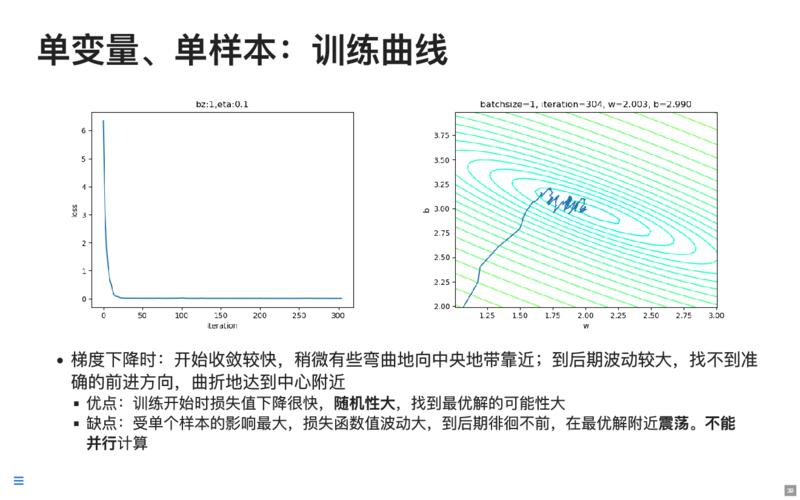 单变量、单样本：训练曲线
bz:1,eta:0.1
batchsize=1, iteration=304, w=2.003, b=2.990
6
5
4
3
2
1
0
loss
0 50 100 150 200 250 300
iteration
3.75
3.50
3.25
3.00
2.75
2.50
2.25
2.00
b
1.25 1.50 1.75 2.00 2.25 2.50 2.75 3.00
w
• 梯度下降时：开始收敛较快，稍微有些弯曲地向中央地带靠近；到后期波动较大，找不到准
确的前进方向，曲折地达到中心附近
▪ 优点：训练开始时损失值下降很快，随机性大，找到最优解的可能性大
▪ 缺点：受单个样本的影响最大，损失函数值波动大，到后期徘徊不前，在最优解附近震荡。不能
并行计算